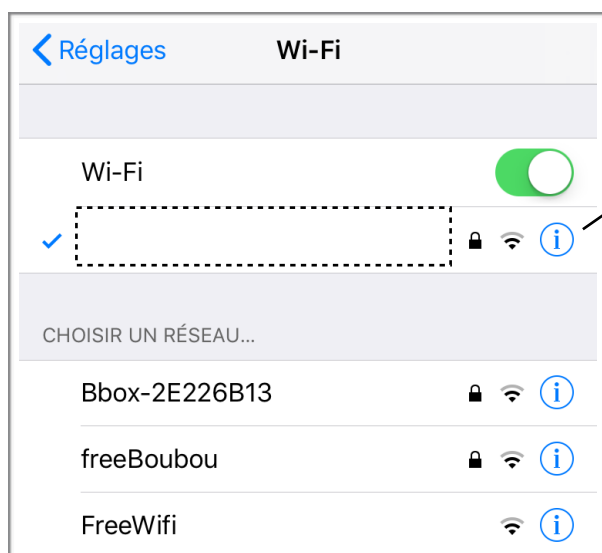 Réglages Wi-Fi
Wi-Fi
CHOISIR UN RÉSEAU...
Bbox-2E226B13
freeBoubou
FreeWifi